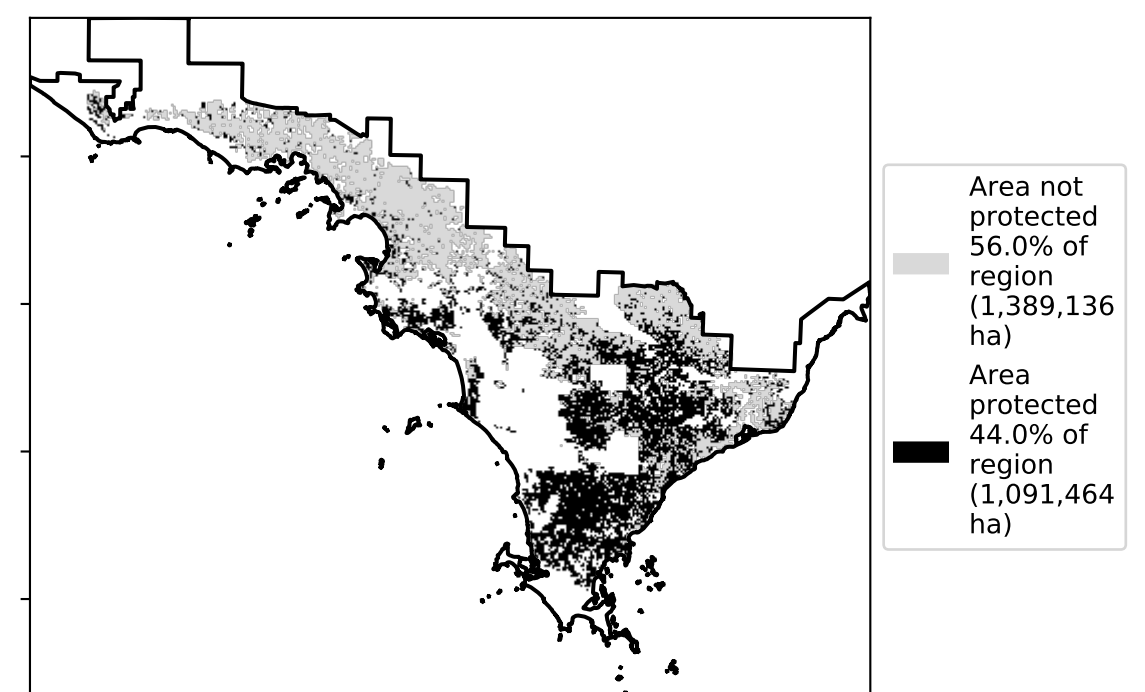 Area not
protected
56.0% of
region
(1,389,136
ha)
Area
protected
44.0% of
region
(1,091,464
ha)